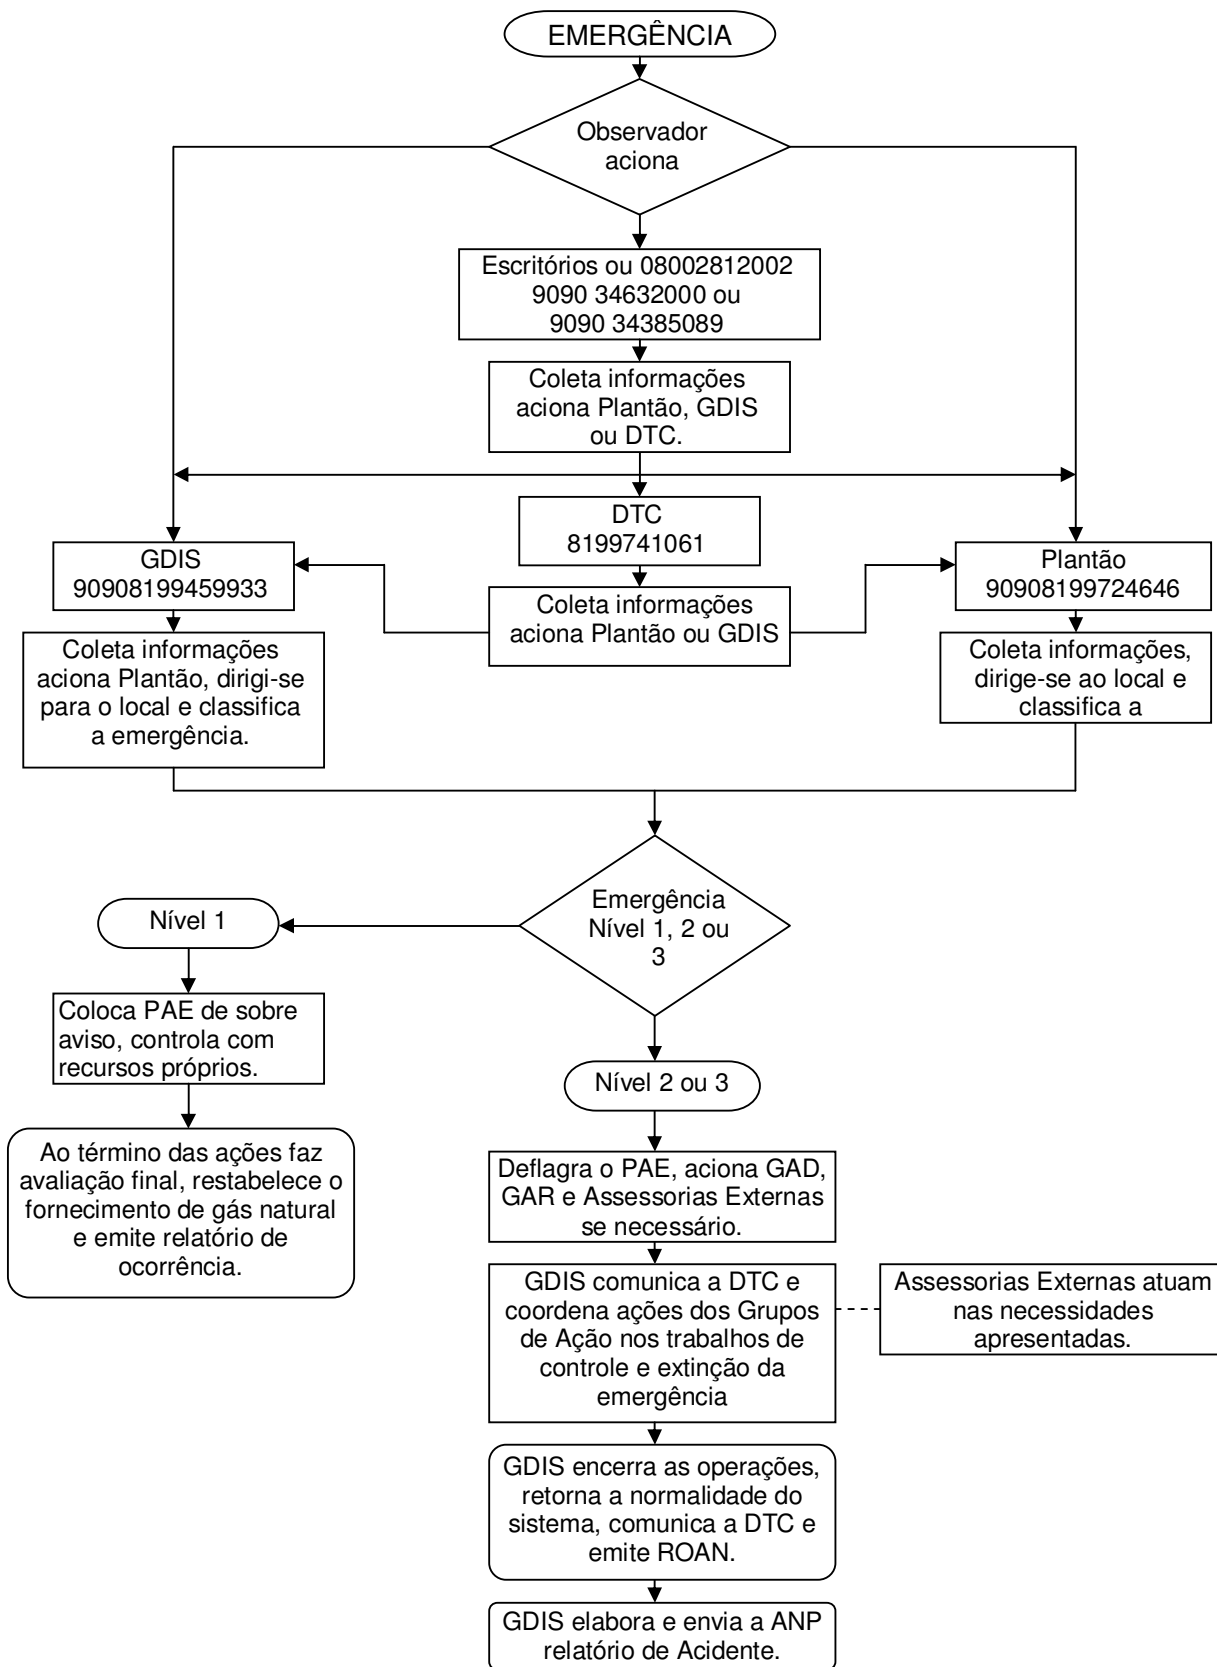 EMERGÊNCIA
Observador
aciona
Escritórios ou 08002812002
9090 34632000 ou
9090 34385089
Coleta informações
aciona Plantão, GDIS
ou DTC.
DTC
8199741061
GDIS
90908199459933
Plantão
90908199724646
Coleta informações
aciona Plantão ou GDIS
Coleta informações
aciona Plantão, dirigi-se
para o local e classifica
a emergência.
Coleta informações,
dirige-se ao local e
classifica a
Emergência
Nível 1, 2 ou
3
Nível 1
Coloca PAE de sobre
aviso, controla com
recursos próprios.
Ao término das ações faz
avaliação final, restabelece o
fornecimento de gás natural
e emite relatório de
ocorrência.
Nível 2 ou 3
Deflagra o PAE, aciona GAD,
GAR e Assessorias Externas
se necessário.
GDIS comunica a DTC e
coordena ações dos Grupos
de Ação nos trabalhos de
controle e extinção da
emergência
Assessorias Externas atuam
nas necessidades
apresentadas.
GDIS encerra as operações,
retorna a normalidade do
sistema, comunica a DTC e
emite ROAN.
GDIS elabora e envia a ANP
relatório de Acidente.